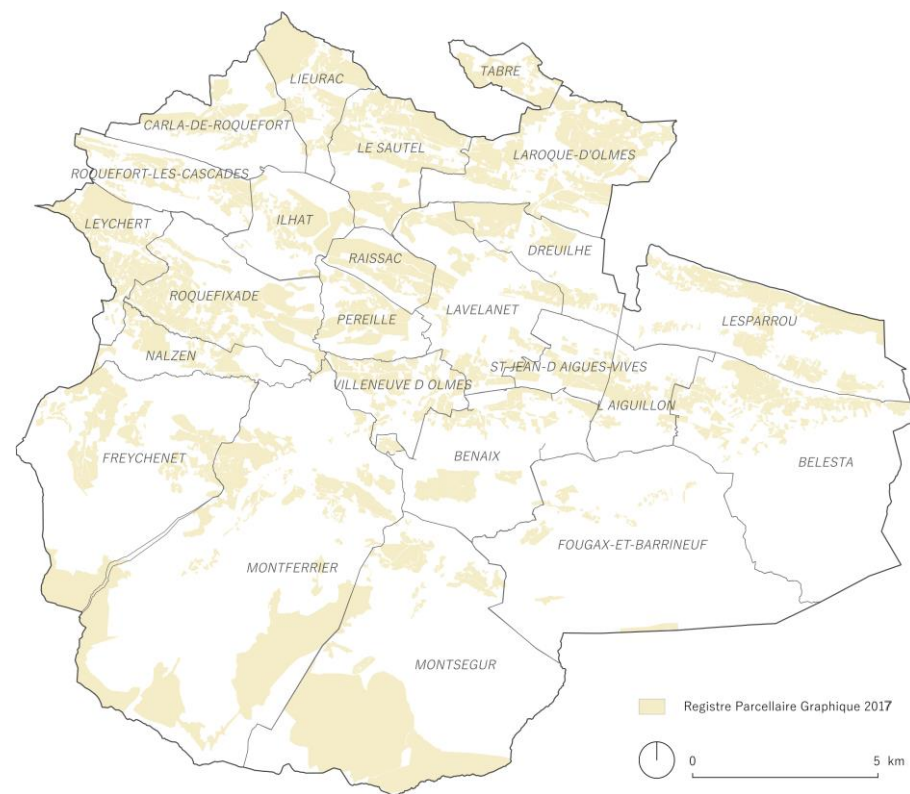 TABRE
LIEURAC
CARLA-DE-ROQUEFORT
LE SAUTEL
LAROQUE-D'OLMES
ROQUEFORT-LES-CASCADES
LEYCHERT
ILHAT
DREUILHE
RAISSAC
ROQUEFIXADE
LAVELANET
PEREILLE
LESPARROU
NALZEN
ST-JEAN-D AIGUES-VIVES
VILLENEUVE D OLMES
L AIGUILLON
FREYCHENET
BENAIX
BELESTA
FOUGAX-ET-BARRINEUF
MONTFERRIER
MONTSEGUR
Registre Parcellaire Graphique 2017
0 5 km